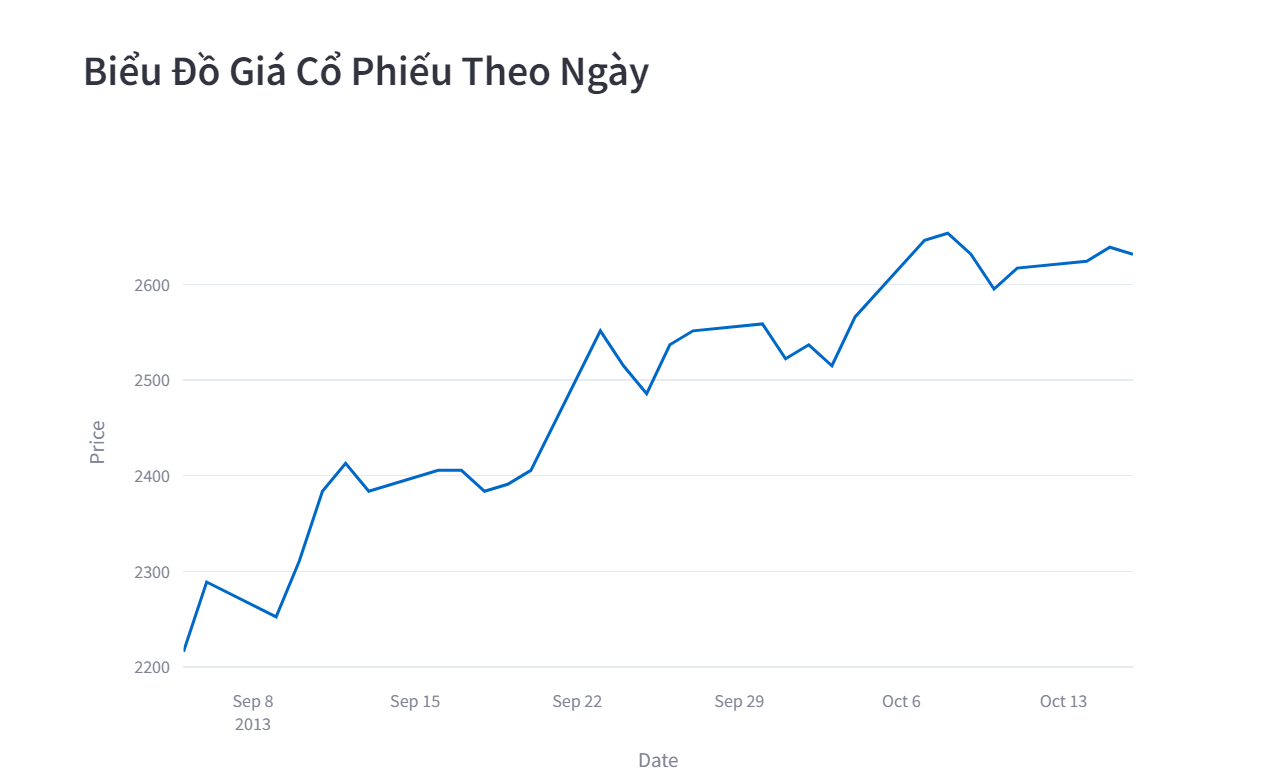 Biểu Đồ Giá Cổ Phiếu Theo Ngày
2600
2500
2400
2300
2200
Price
Sep 8
2013
Sep 15
Sep 22
Sep 29
Oct 6
Oct 13
Date